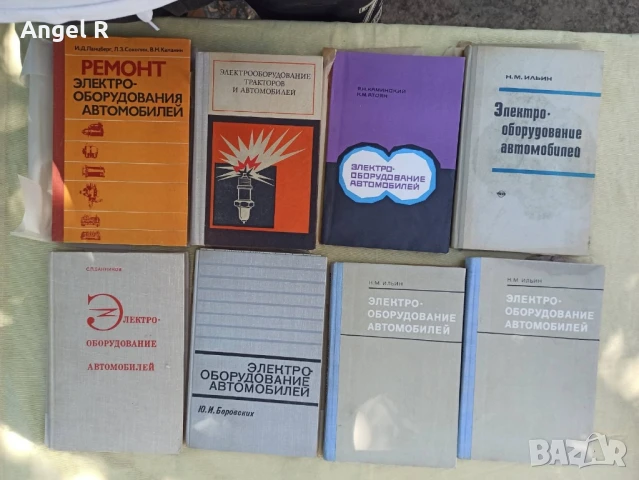 Angel R
РЕМОНТ
ЭЛЕКТРО-
ОБОРУДОВАНИЯ
АВТОМОБИЛЕЙ
ЭЛЕКТРООБОРУДОВАНИЕ
ТРАКТОРОВ
И АВТОМОБИЛЕЙ
ЭЛЕКТРО-
ОБОРУДОВАНИЕ
АВТОМОБИЛЕЙ
Н. М. ИЛЬИН
Электро-
оборудование
автомобилей
ЭЛЕКТРО-
ОБОРУДОВАНИЕ
АВТОМОБИЛЕЙ
ЭЛЕКТРО-
ОБОРУДОВАНИЕ
АВТОМОБИЛЕЙ
Ю. И. Боровских
Н. М. ИЛЬИН
ЭЛЕКТРО-
ОБОРУДОВАНИЕ
АВТОМОБИЛЕЙ
Н. М. ИЛЬИН
ЭЛЕКТРО-
ОБОРУДОВАНИЕ
АВТОМОБИЛЕЙ
BAZAR